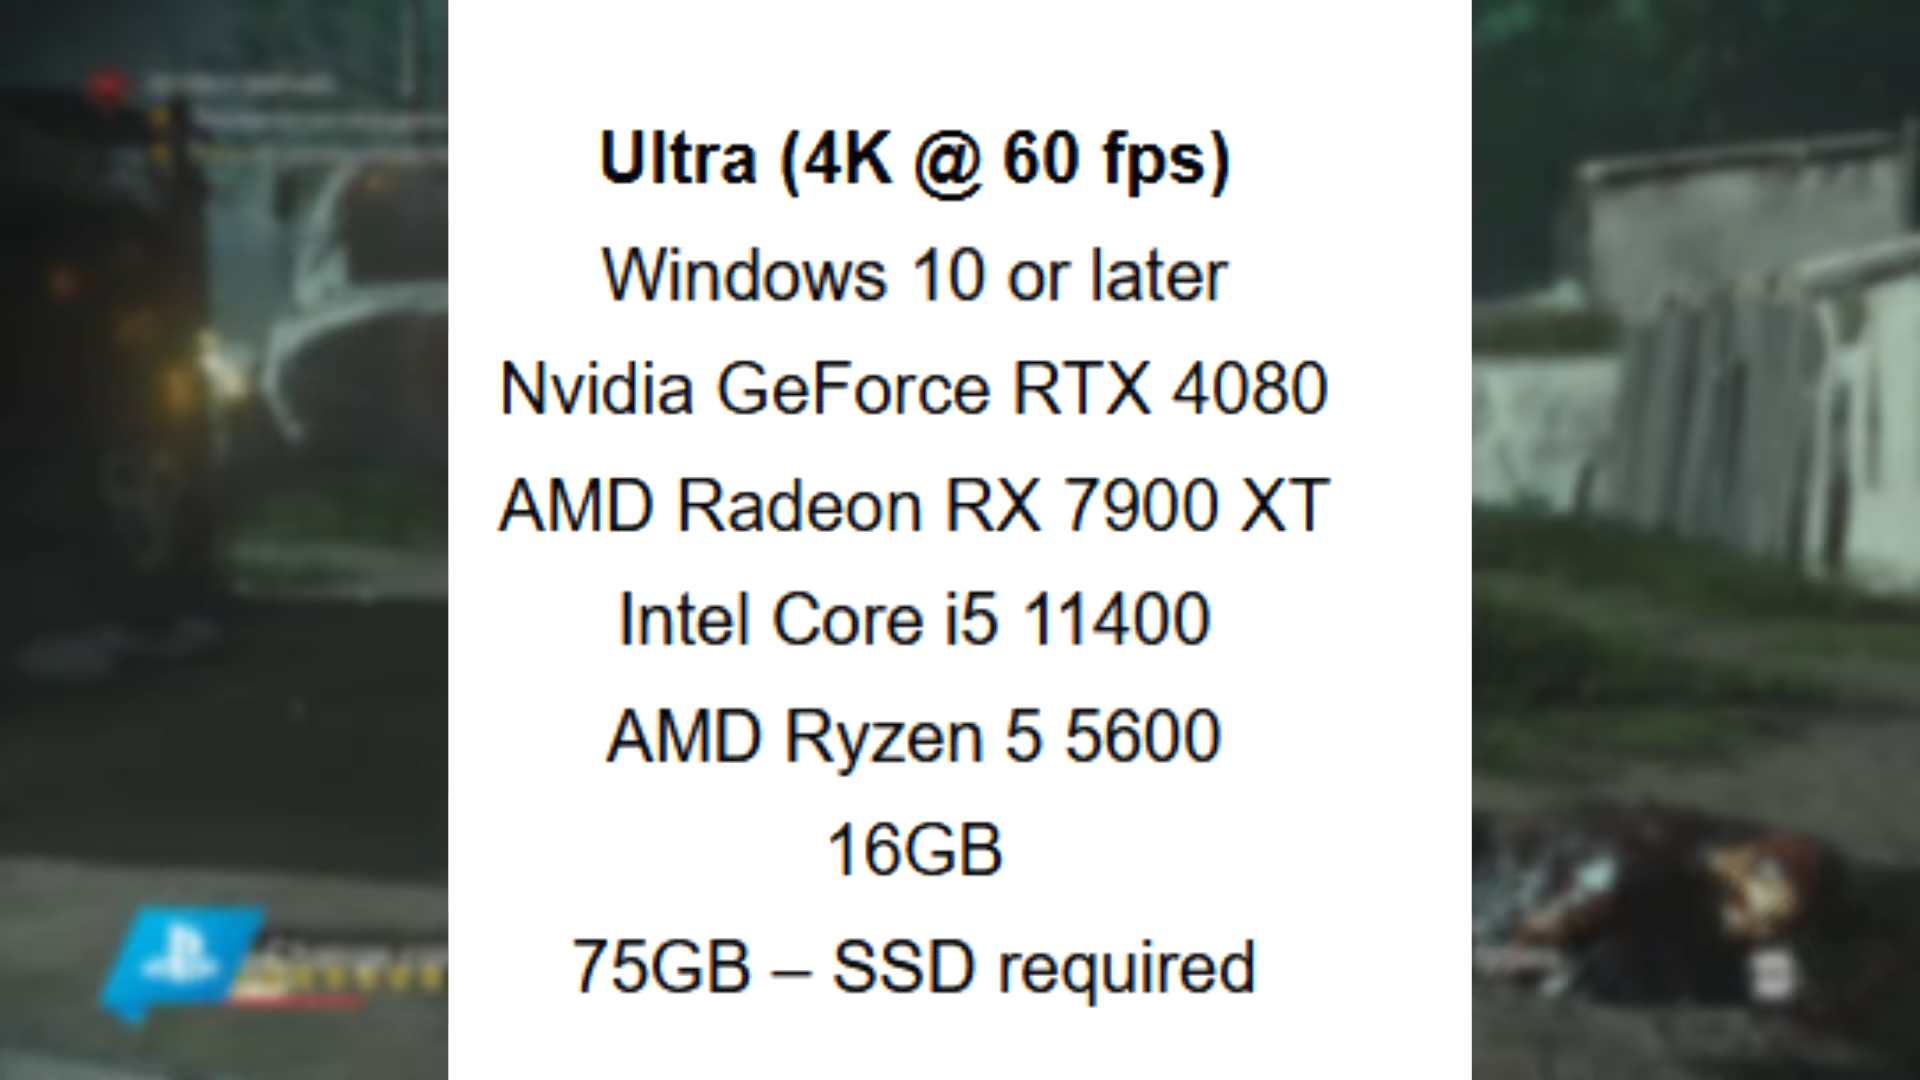 Ultra (4K @ 60 fps)
Windows 10 or later
Nvidia GeForce RTX 4080
AMD Radeon RX 7900 XT
Intel Core i5 11400
AMD Ryzen 5 5600
16GB
75GB – SSD required